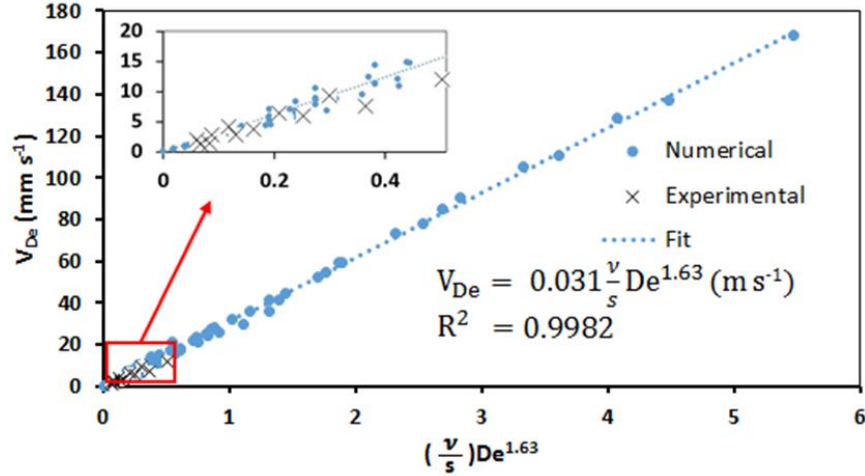 180
160
140
120
100
80
60
40
20
0
V_De (mm s⁻¹)
20
15
10
5
0
0
0.2
0.4
Numerical
Experimental
Fit
V_De = 0.031 ν/s De^1.63 (m s⁻¹)
R² = 0.9982
0 1 2 3 4 5 6
(ν/s)De^1.63